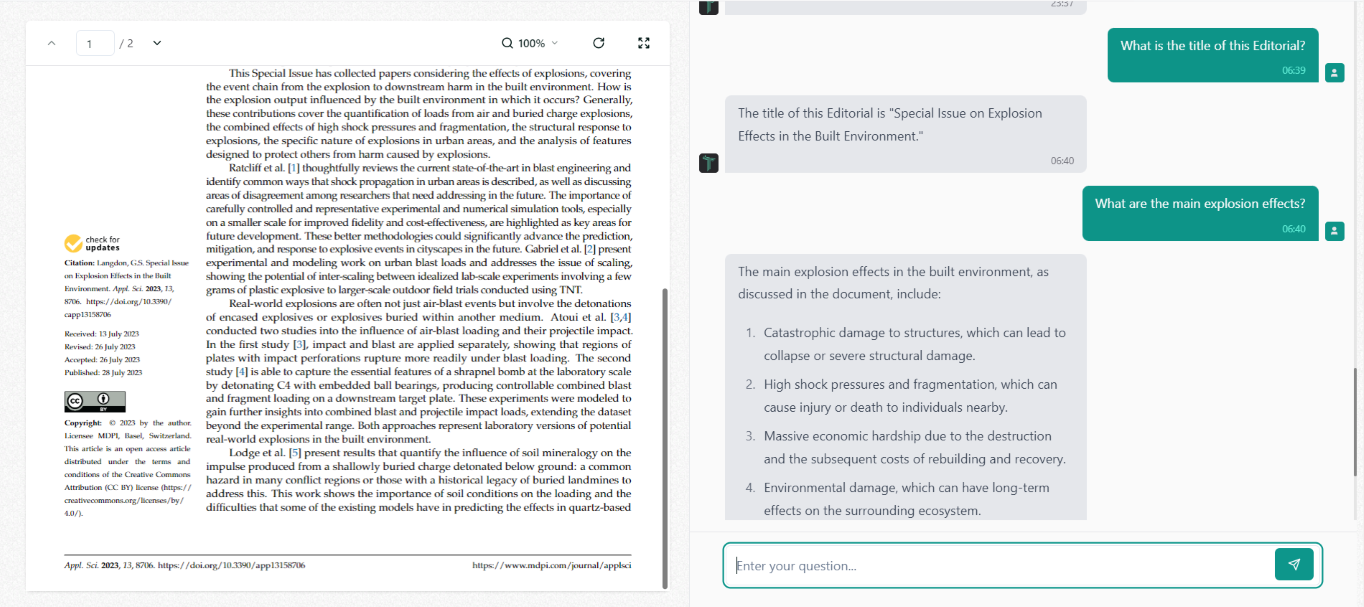 1 / 2
100%
This Special Issue has collected papers considering the effects of explosions, covering
the event chain from the explosion to downstream harm in the built environment. How is
the explosion output influenced by the built environment in which it occurs? Generally,
these contributions cover the quantification of loads from air and buried charge explosions,
the combined effects of high shock pressures and fragmentation, the structural response to
explosions, the specific nature of explosions in urban areas, and the analysis of features
designed to protect others from harm caused by explosions.
Ratcliff et al. [1] thoughtfully reviews the current state-of-the-art in blast engineering and
identify common ways that shock propagation in urban areas is described, as well as discussing
areas of disagreement among researchers that need addressing in the future. The importance of
carefully controlled and representative experimental and numerical simulation tools, especially
on a smaller scale for improved fidelity and cost-effectiveness, are highlighted as key areas for
future development. These better methodologies could significantly advance the prediction,
mitigation, and response to explosive events in cityscapes in the future. Gabriel et al. [2] present
experimental and modeling work on urban blast loads and addresses the issue of scaling,
showing the potential of inter-scaling between idealized lab-scale experiments involving a few
grams of plastic explosive to larger-scale outdoor field trials conducted using TNT.
Real-world explosions are often not just air-blast events but involve the detonations
of encased explosives or explosives buried within another medium. Atoui et al. [3,4]
conducted two studies into the influence of air-blast loading and their projectile impact.
In the first study [3], impact and blast are applied separately, showing that regions of
plates with impact perforations rupture more readily under blast loading. The second
study [4] is able to capture the essential features of a shrapnel bomb at the laboratory scale
by detonating C4 with embedded ball bearings, producing controllable combined blast
and fragment loading on a downstream target plate. These experiments were modeled to
gain further insights into combined blast and projectile impact loads, extending the dataset
beyond the experimental range. Both approaches represent laboratory versions of potential
real-world explosions in the built environment.
Lodge et al. [5] present results that quantify the influence of soil mineralogy on the
impulse produced from a shallowly buried charge detonated below ground: a common
hazard in many conflict regions or those with a historical legacy of buried landmines to
address this. This work shows the importance of soil conditions on the loading and the
difficulties that some of the existing models have in predicting the effects in quartz-based
check for
updates
Citation: Langdon, G.S. Special Issue
on Explosion Effects in the Built
Environment. Appl. Sci. 2023, 13,
8706. https://doi.org/10.3390/
capp13158706
Received: 13 July 2023
Revised: 26 July 2023
Accepted: 26 July 2023
Published: 28 July 2023
cc BY
Copyright: © 2023 by the author.
Licensee MDPI, Basel, Switzerland.
This article is an open access article
distributed under the terms and
conditions of the Creative Commons
Attribution (CC BY) license (https://
creativecommons.org/licenses/by/
4.0/).
Appl. Sci. 2023, 13, 8706. https://doi.org/10.3390/app13158706
https://www.mdpi.com/journal/applsci
23:37
What is the title of this Editorial?
06:39
The title of this Editorial is "Special Issue on Explosion
Effects in the Built Environment."
06:40
What are the main explosion effects?
06:40
The main explosion effects in the built environment, as
discussed in the document, include:
1. Catastrophic damage to structures, which can lead to
collapse or severe structural damage.
2. High shock pressures and fragmentation, which can
cause injury or death to individuals nearby.
3. Massive economic hardship due to the destruction
and the subsequent costs of rebuilding and recovery.
4. Environmental damage, which can have long-term
effects on the surrounding ecosystem.
Enter your question...